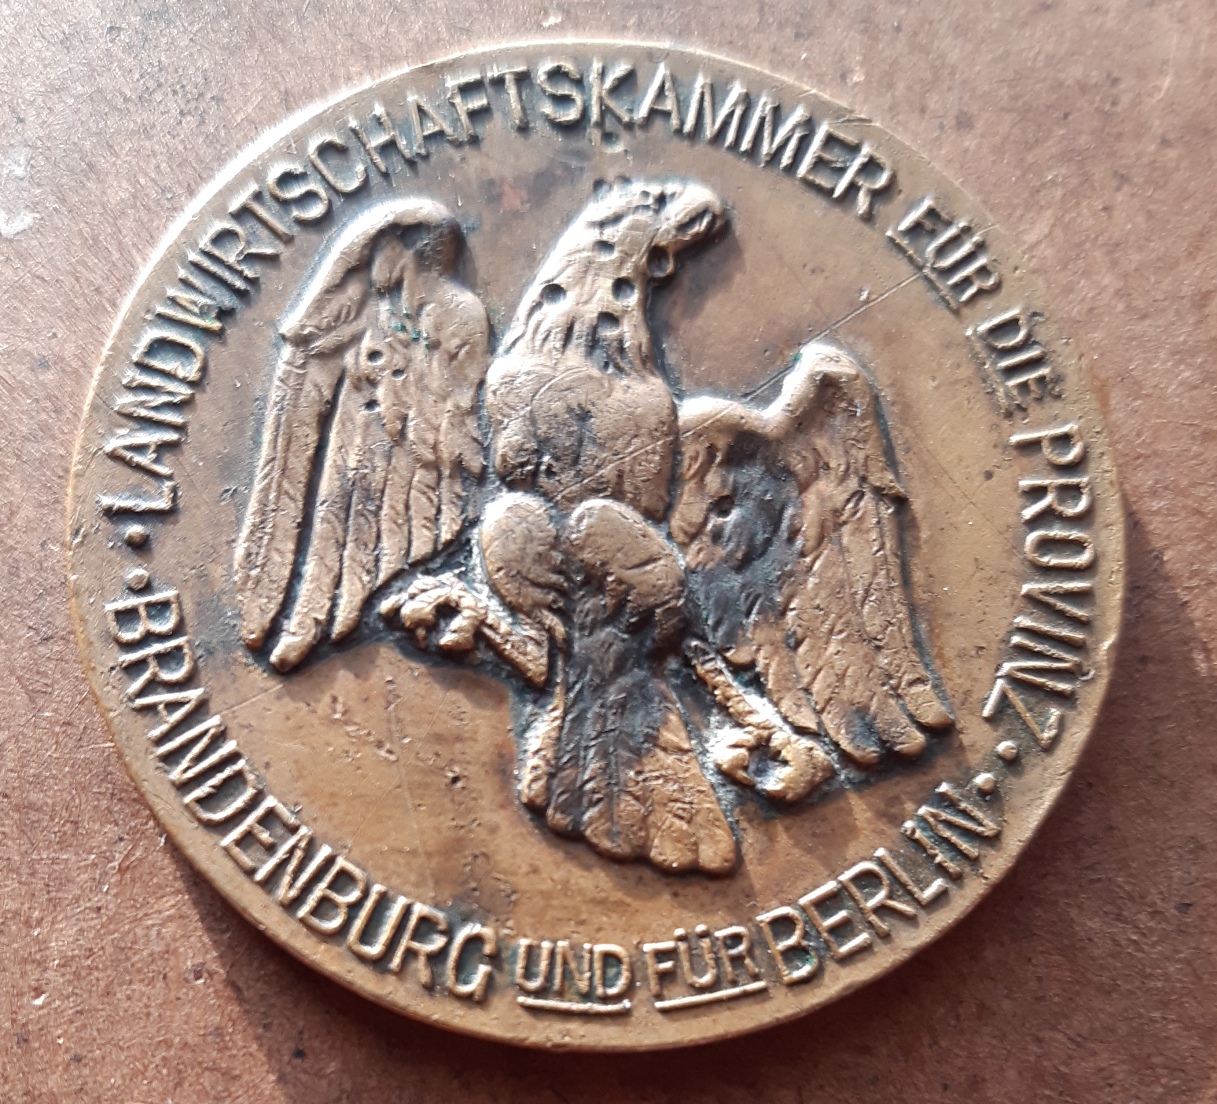 ·LANDWIRTSCHAFTSKAMMER FÜR DIE PROVINZ·
·BRANDENBURG UND FÜR BERLIN·